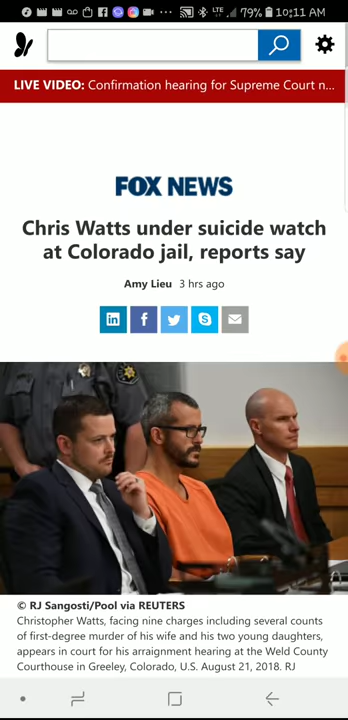 LTE 79% 10:11 AM
LIVE VIDEO: Confirmation hearing for Supreme Court n...
FOX NEWS
Chris Watts under suicide watch
at Colorado jail, reports say
Amy Lieu 3 hrs ago
© RJ Sangosti/Pool via REUTERS
Christopher Watts, facing nine charges including several counts
of first-degree murder of his wife and his two young daughters,
appears in court for his arraignment hearing at the Weld County
Courthouse in Greeley, Colorado, U.S. August 21, 2018. RJ